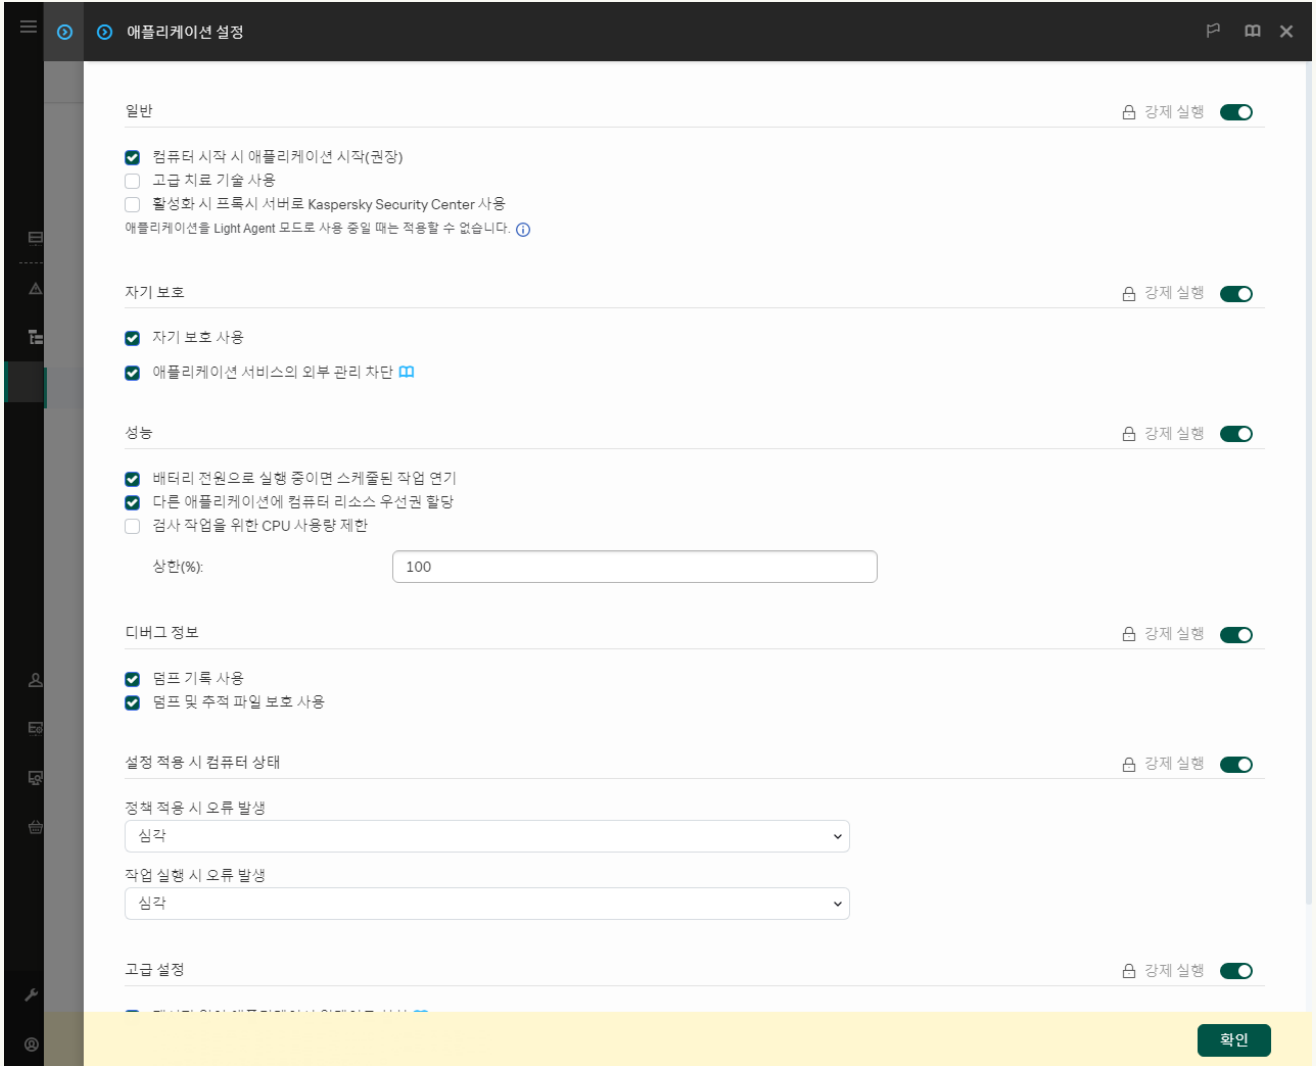 애플리케이션 설정
일반
강제 실행
컴퓨터 시작 시 애플리케이션 시작(권장)
고급 치료 기술 사용
활성화 시 프록시 서버로 Kaspersky Security Center 사용
애플리케이션을 Light Agent 모드로 사용 중일 때는 적용할 수 없습니다.
자기 보호
강제 실행
자기 보호 사용
애플리케이션 서비스의 외부 관리 차단
성능
강제 실행
배터리 전원으로 실행 중이면 스케줄된 작업 연기
다른 애플리케이션에 컴퓨터 리소스 우선권 할당
검사 작업을 위한 CPU 사용량 제한
상한(%):
100
디버그 정보
강제 실행
덤프 기록 사용
덤프 및 추적 파일 보호 사용
설정 적용 시 컴퓨터 상태
강제 실행
정책 적용 시 오류 발생
심각
작업 실행 시 오류 발생
심각
고급 설정
강제 실행
확인